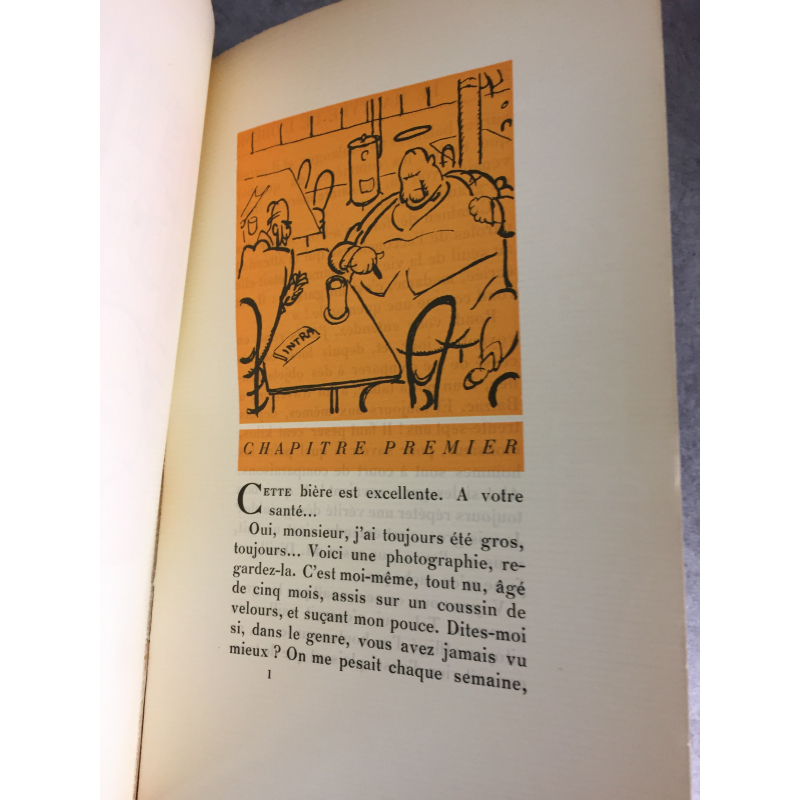 INTRA
CHAPITRE PREMIER
CETTE bière est excellente. A votre
santé...
Oui, monsieur, j'ai toujours été gros,
toujours... Voici une photographie, re-
gardez-la. C'est moi-même, tout nu, âgé
de cinq mois, assis sur un coussin de
velours, et suçant mon pouce. Dites-moi
si, dans le genre, vous avez jamais vu
mieux ? On me pesait chaque semaine,
1